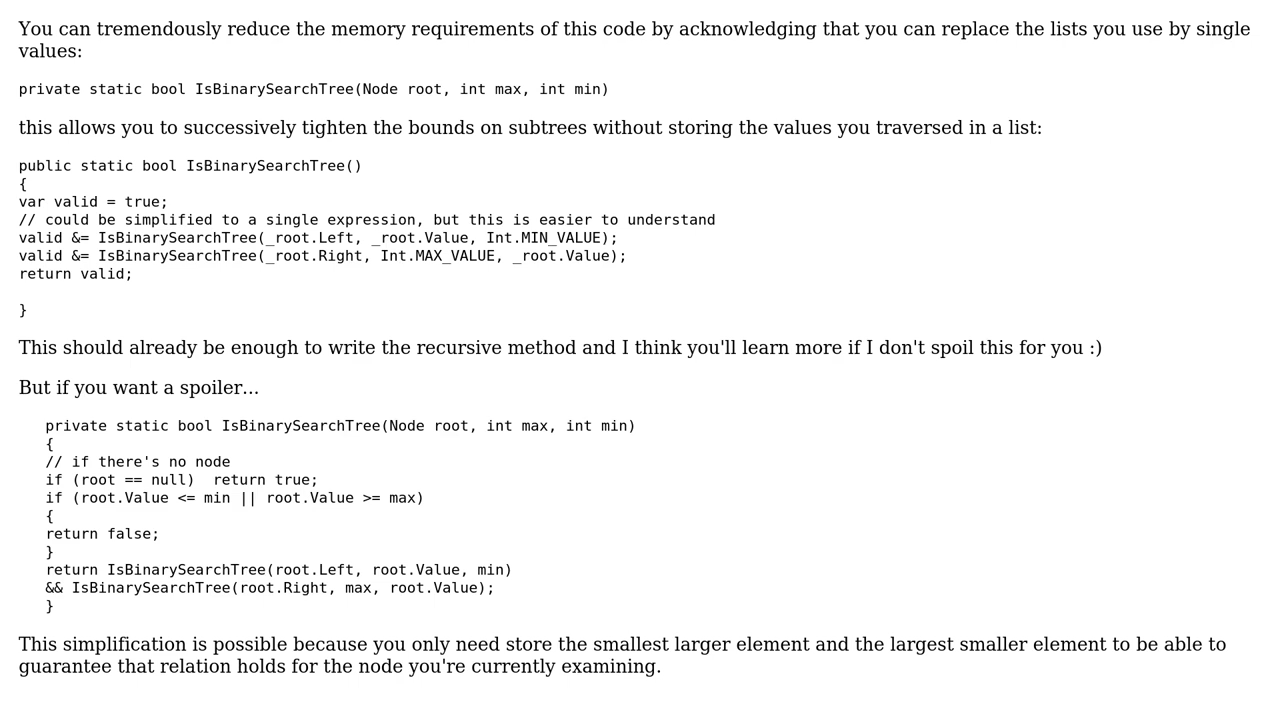 You can tremendously reduce the memory requirements of this code by acknowledging that you can replace the lists you use by single
values:
private static bool IsBinarySearchTree(Node root, int max, int min)
this allows you to successively tighten the bounds on subtrees without storing the values you traversed in a list:
public static bool IsBinarySearchTree()
{
var valid = true;
// could be simplified to a single expression, but this is easier to understand
valid &= IsBinarySearchTree(_root.Left, _root.Value, Int.MIN_VALUE);
valid &= IsBinarySearchTree(_root.Right, Int.MAX_VALUE, _root.Value);
return valid;
}
This should already be enough to write the recursive method and I think you'll learn more if I don't spoil this for you :)
But if you want a spoiler...
private static bool IsBinarySearchTree(Node root, int max, int min)
{
// if there's no node
if (root == null)  return true;
if (root.Value <= min || root.Value >= max)
{
return false;
}
return IsBinarySearchTree(root.Left, root.Value, min)
&& IsBinarySearchTree(root.Right, max, root.Value);
}
This simplification is possible because you only need store the smallest larger element and the largest smaller element to be able to
guarantee that relation holds for the node you're currently examining.